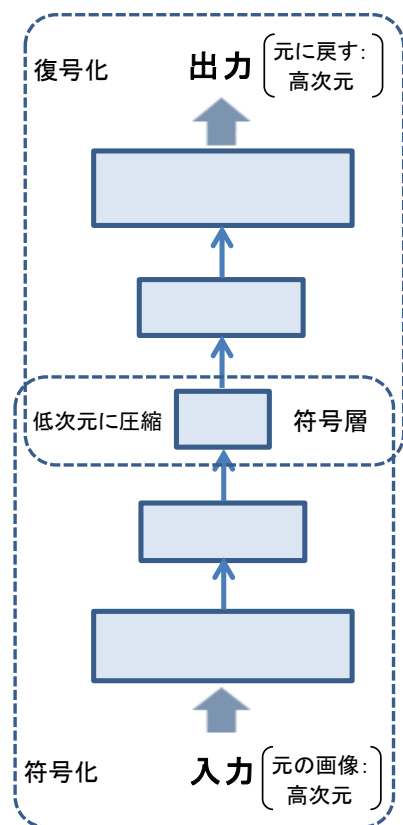 復号化
出力
元に戻す:
高次元
低次元に圧縮
符号層
符号化
入力
元の画像:
高次元